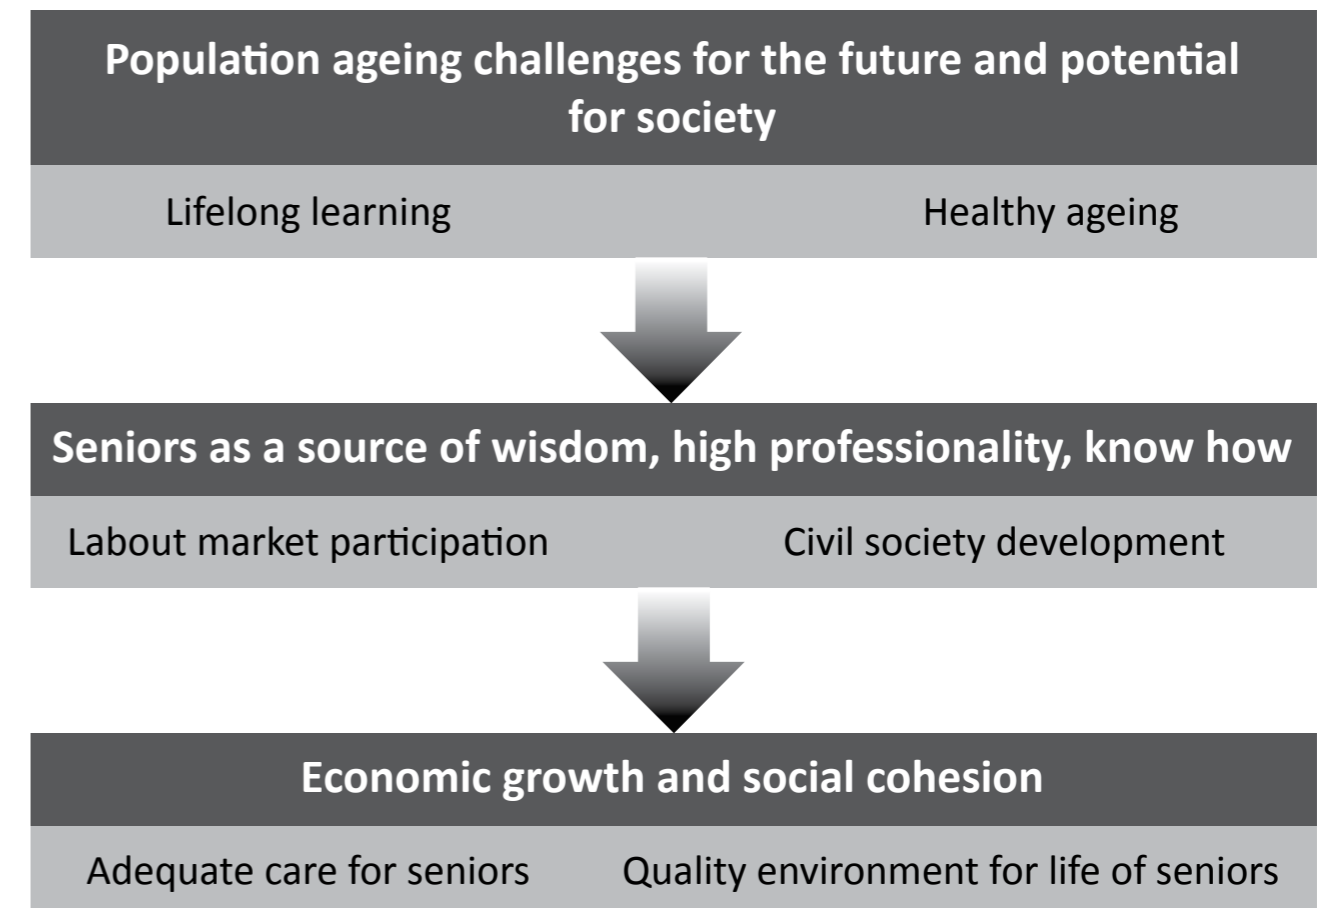 Population ageing challenges for the future and potential
for society
Lifelong learning
Healthy ageing
Seniors as a source of wisdom, high professionality, know how
Labout market participation
Civil society development
Economic growth and social cohesion
Adequate care for seniors
Quality environment for life of seniors